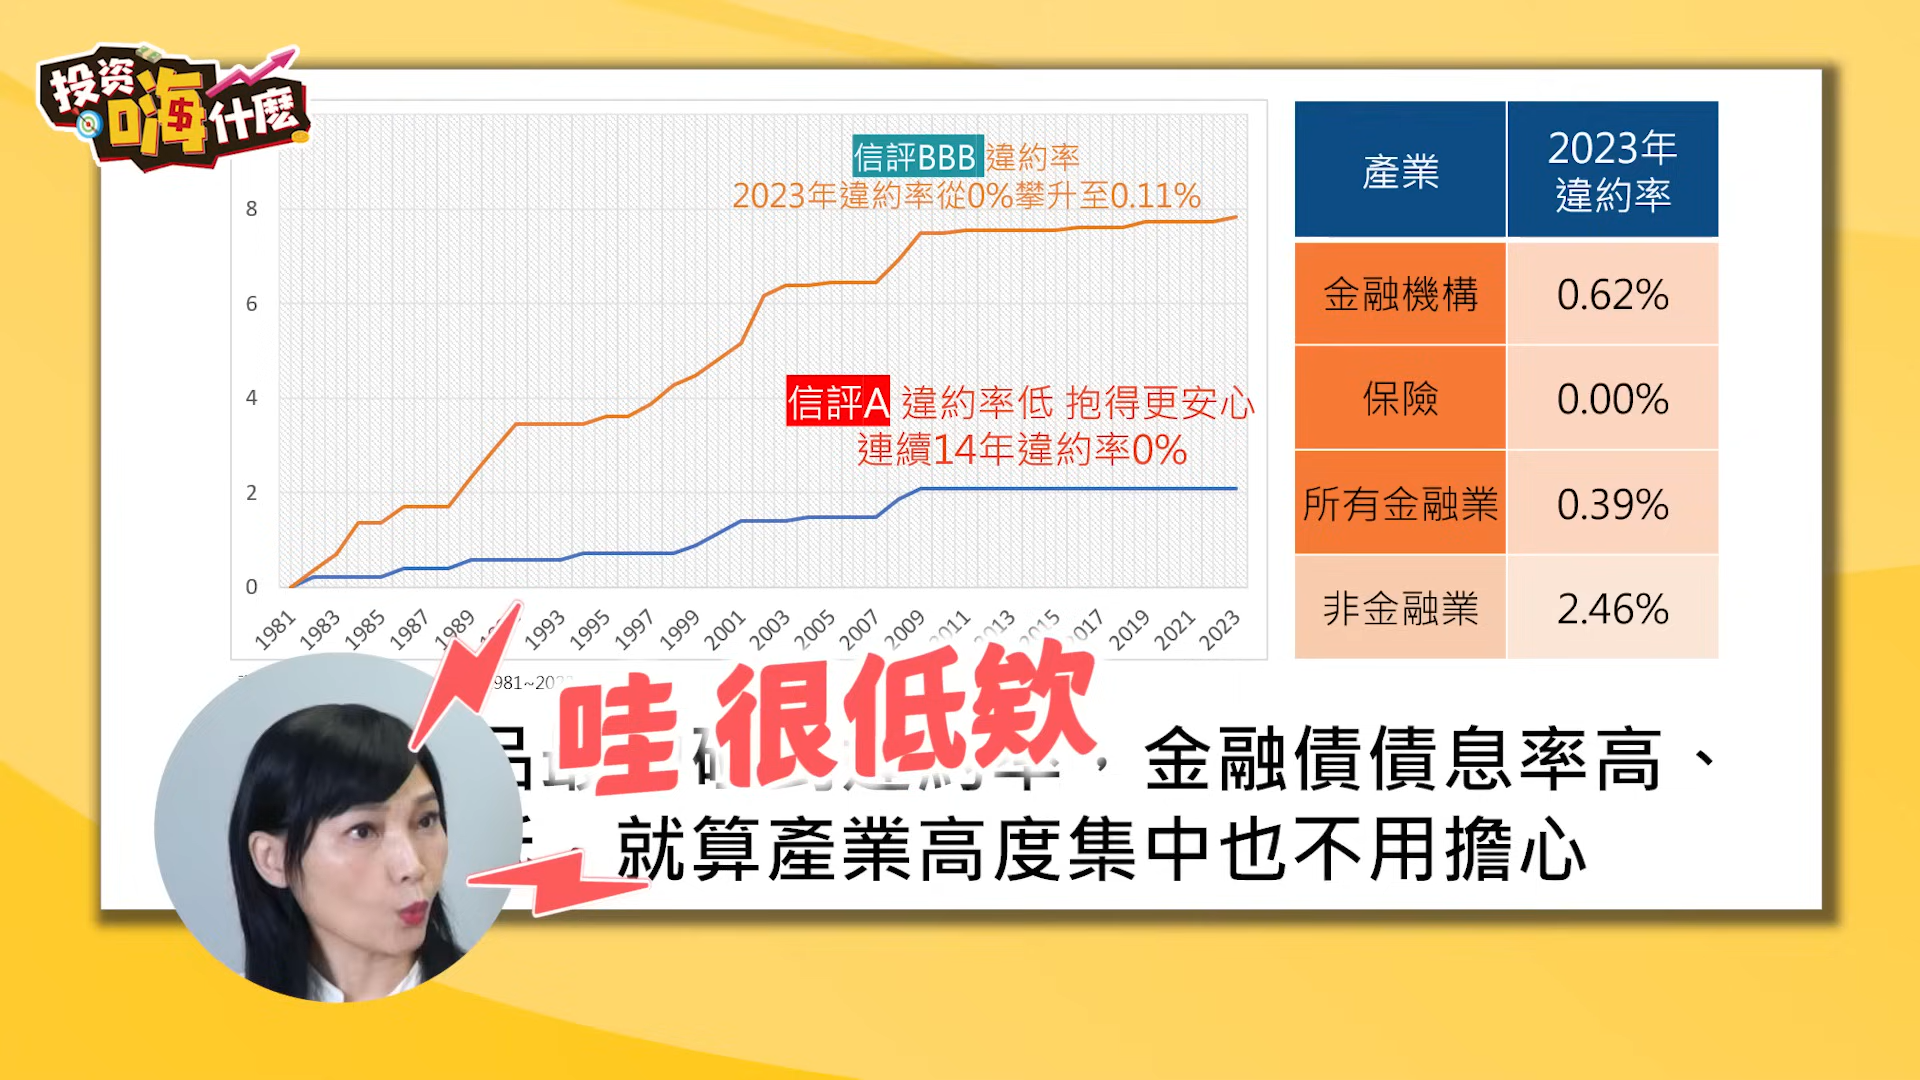 投資
嗨什麼
信評BBB 違約率
2023年違約率從0%攀升至0.11%
信評A 違約率低 抱得更安心
連續14年違約率0%
8
6
4
2
0
1981 1983 1985 1987 1989 1993 1995 1997 1999 2001 2003 2005 2007 2009 2011 2013 2015 2017 2019 2021 2023
產業 2023年違約率
金融機構 0.62%
保險 0.00%
所有金融業 0.39%
非金融業 2.46%
哇 很低欸
，金融債債息率高、
就算產業高度集中也不用擔心